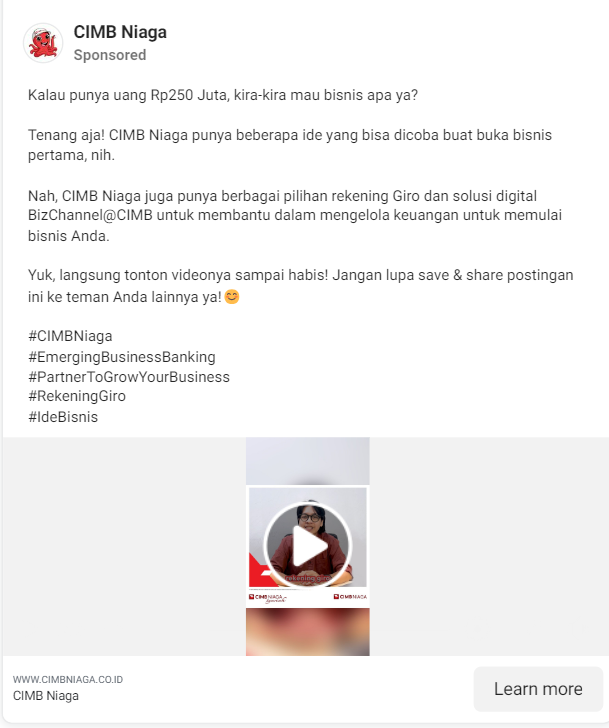 CIMB Niaga
Sponsored
Kalau punya uang Rp250 Juta, kira-kira mau bisnis apa ya?
Tenang aja! CIMB Niaga punya beberapa ide yang bisa dicoba buat buka bisnis
pertama, nih.
Nah, CIMB Niaga juga punya berbagai pilihan rekening Giro dan solusi digital
BizChannel@CIMB untuk membantu dalam mengelola keuangan untuk memulai
bisnis Anda.
Yuk, langsung tonton videonya sampai habis! Jangan lupa save & share postingan
ini ke teman Anda lainnya ya!😊
#CIMBNiaga
#EmergingBusinessBanking
#PartnerToGrowYourBusiness
#RekeningGiro
#IdeBisnis
rekening giro
CIMB NIAGA
CIMB NIAGA
WWW.CIMBNIAGA.CO.ID
CIMB Niaga
Learn more